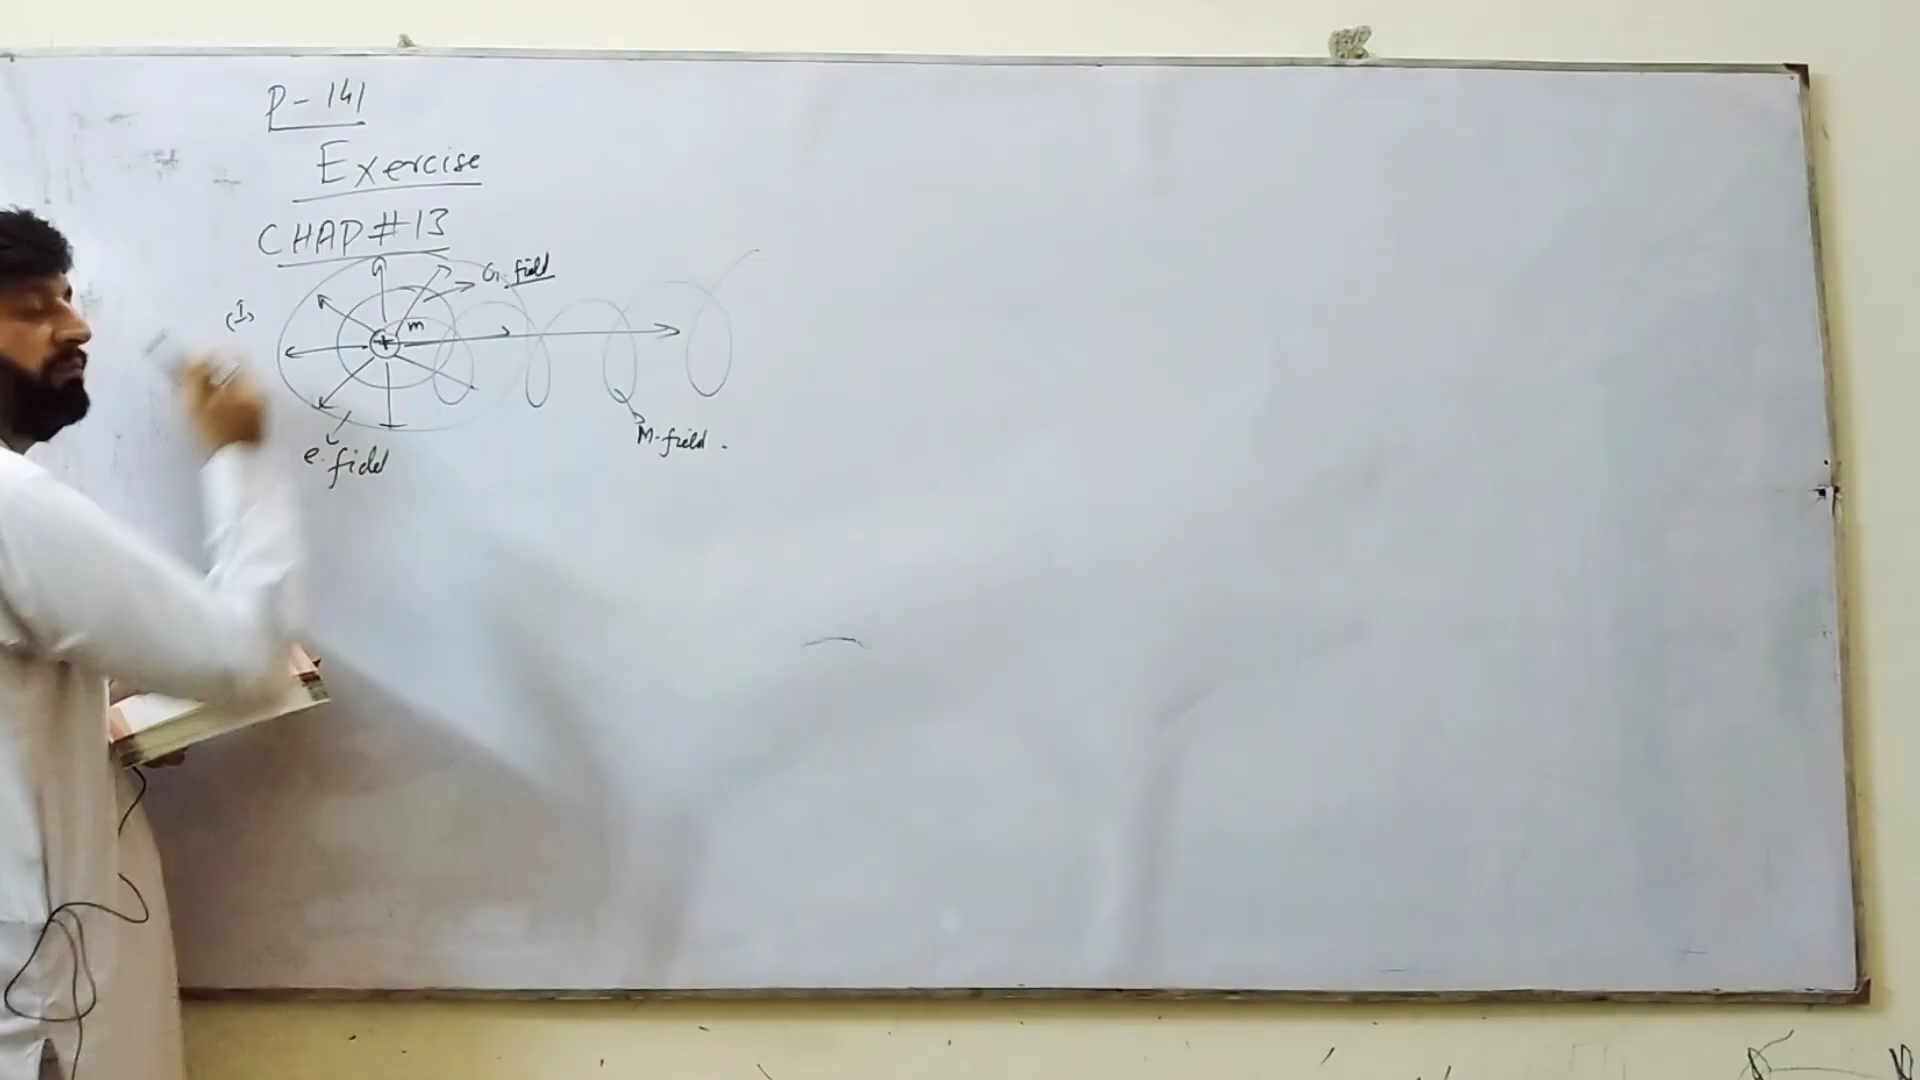 P-141
Exercise
CHAP#13
G. field
(I)
m
+
M.field.
e. field